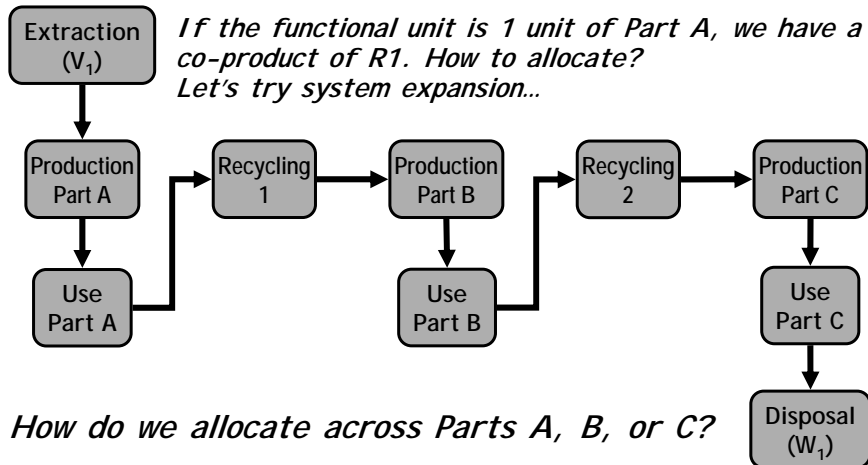 Extraction
(V₁)
If the functional unit is 1 unit of Part A, we have a
co-product of R1. How to allocate?
Let's try system expansion…
Production
Part A
Recycling
1
Production
Part B
Recycling
2
Production
Part C
Use
Part A
Use
Part B
Use
Part C
How do we allocate across Parts A, B, or C?
Disposal
(W₁)